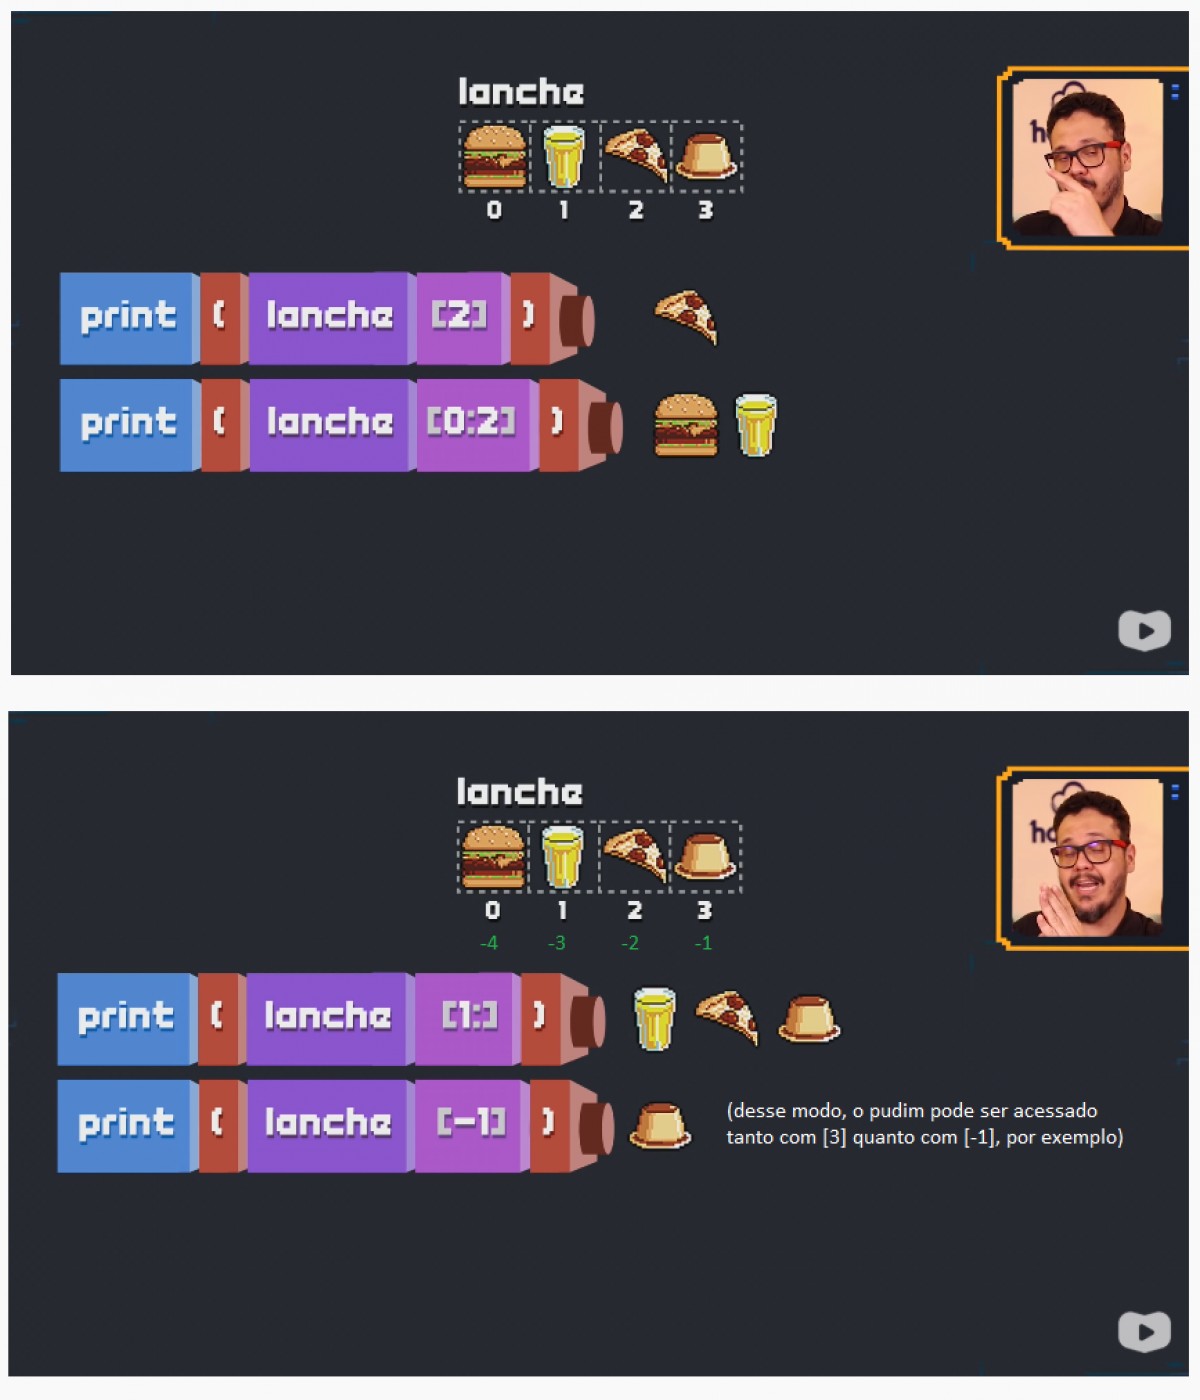 lanche
0 1 2 3
print ( lanche [2] )
print ( lanche [0:2] )
lanche
0 1 2 3
-4 -3 -2 -1
print ( lanche [1:] )
print ( lanche [-1] )
(desse modo, o pudim pode ser acessado
tanto com [3] quanto com [-1], por exemplo)